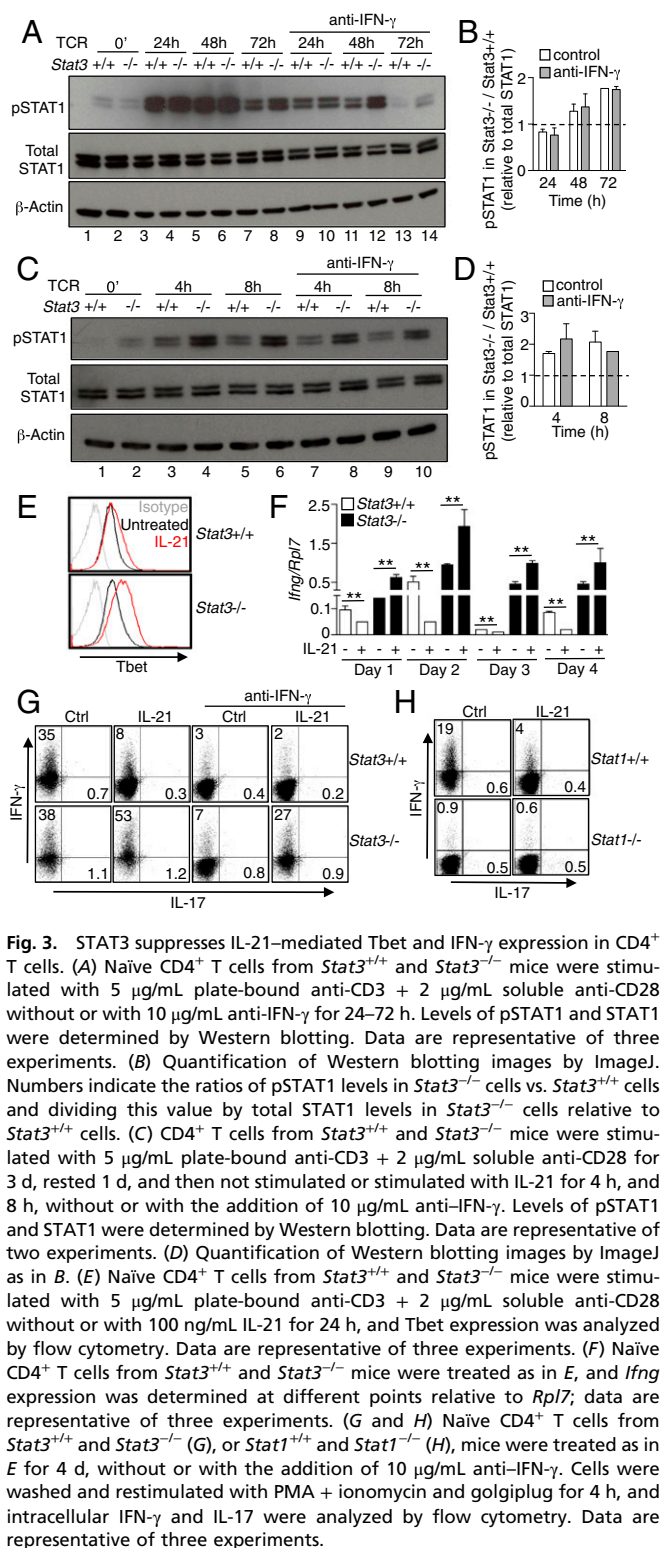 A
anti-IFN-γ
TCR 0' 24h 48h 72h 24h 48h 72h
Stat3 +/+ -/- +/+ -/- +/+ -/- +/+ -/- +/+ -/- +/+ -/- +/+ -/-
pSTAT1
Total
STAT1
β-Actin
1 2 3 4 5 6 7 8 9 10 11 12 13 14
B
control
anti-IFN-γ
pSTAT1 in Stat3-/- / Stat3+/+
(relative to total STAT1)
2
1
0
24 48 72
Time (h)
C
anti-IFN-γ
TCR 0' 4h 8h 4h 8h
Stat3 +/+ -/- +/+ -/- +/+ -/- +/+ -/- +/+ -/-
pSTAT1
Total
STAT1
β-Actin
1 2 3 4 5 6 7 8 9 10
D
control
anti-IFN-γ
pSTAT1 in Stat3-/- / Stat3+/+
(relative to total STAT1)
3
2
1
0
4 8
Time (h)
E
Isotype
Untreated
IL-21
Stat3+/+
Stat3-/-
Tbet
F
Stat3+/+
Stat3-/-
Ifng/Rpl7
2.5
1.5
0.5
0.1
0
** ** ** ** ** ** ** **
IL-21 - + - + - + - + - + - + - + - +
Day 1 Day 2 Day 3 Day 4
G
anti-IFN-γ
Ctrl IL-21 Ctrl IL-21
35 8 3 2
0.7 0.3 0.4 0.2
Stat3+/+
38 53 7 27
1.1 1.2 0.8 0.9
Stat3-/-
IFN-γ
IL-17
H
Ctrl IL-21
19 4
0.6 0.4
Stat1+/+
0.9 0.6
0.5 0.5
Stat1-/-
IFN-γ
IL-17
Fig. 3. STAT3 suppresses IL-21–mediated Tbet and IFN-γ expression in CD4⁺
T cells. (A) Naïve CD4⁺ T cells from Stat3⁺/⁺ and Stat3⁻/⁻ mice were stimu-
lated with 5 μg/mL plate-bound anti-CD3 + 2 μg/mL soluble anti-CD28
without or with 10 μg/mL anti-IFN-γ for 24–72 h. Levels of pSTAT1 and STAT1
were determined by Western blotting. Data are representative of three
experiments. (B) Quantification of Western blotting images by ImageJ.
Numbers indicate the ratios of pSTAT1 levels in Stat3⁻/⁻ cells vs. Stat3⁺/⁺ cells
and dividing this value by total STAT1 levels in Stat3⁻/⁻ cells relative to
Stat3⁺/⁺ cells. (C) CD4⁺ T cells from Stat3⁺/⁺ and Stat3⁻/⁻ mice were stimu-
lated with 5 μg/mL plate-bound anti-CD3 + 2 μg/mL soluble anti-CD28 for
3 d, rested 1 d, and then not stimulated or stimulated with IL-21 for 4 h, and
8 h, without or with the addition of 10 μg/mL anti–IFN-γ. Levels of pSTAT1
and STAT1 were determined by Western blotting. Data are representative of
two experiments. (D) Quantification of Western blotting images by ImageJ
as in B. (E) Naïve CD4⁺ T cells from Stat3⁺/⁺ and Stat3⁻/⁻ mice were stimu-
lated with 5 μg/mL plate-bound anti-CD3 + 2 μg/mL soluble anti-CD28
without or with 100 ng/mL IL-21 for 24 h, and Tbet expression was analyzed
by flow cytometry. Data are representative of three experiments. (F) Naïve
CD4⁺ T cells from Stat3⁺/⁺ and Stat3⁻/⁻ mice were treated as in E, and Ifng
expression was determined at different points relative to Rpl7; data are
representative of three experiments. (G and H) Naïve CD4⁺ T cells from
Stat3⁺/⁺ and Stat3⁻/⁻ (G), or Stat1⁺/⁺ and Stat1⁻/⁻ (H), mice were treated as in
E for 4 d, without or with the addition of 10 μg/mL anti–IFN-γ. Cells were
washed and restimulated with PMA + ionomycin and golgiplug for 4 h, and
intracellular IFN-γ and IL-17 were analyzed by flow cytometry. Data are
representative of three experiments.